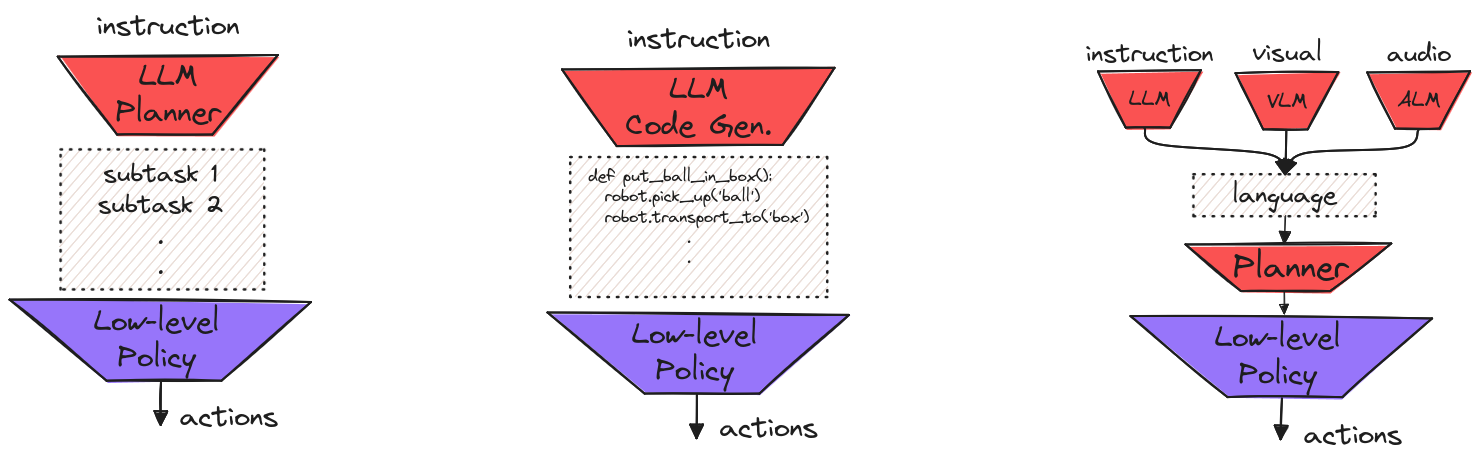 instruction
LLM
Planner
subtask 1
subtask 2
.
.
Low-level
Policy
actions
instruction
LLM
Code Gen.
def put_ball_in_box():
robot.pick_up('ball')
robot.transport_to('box')
.
.
Low-level
Policy
actions
instruction visual audio
LLM VLM ALM
language
Planner
Low-level
Policy
actions